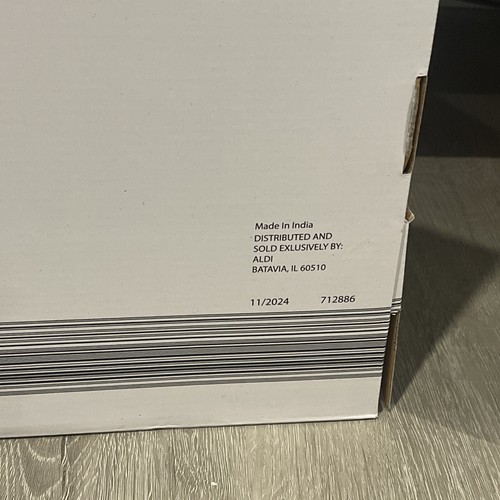 Made In India
DISTRIBUTED AND
SOLD EXLUSIVELY BY:
ALDI
BATAVIA, IL 60510
11/2024 712886